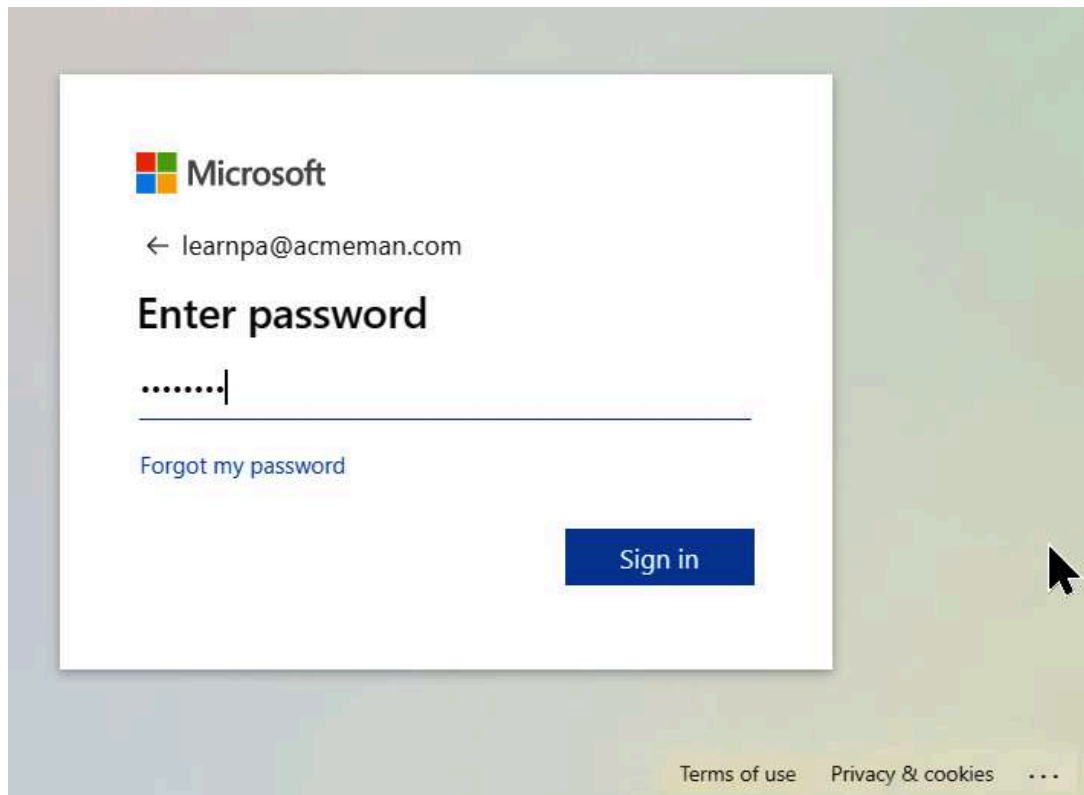 Microsoft
← learnpa@acmeman.com
Enter password
••••••••
Forgot my password
Sign in
Terms of use Privacy & cookies ...